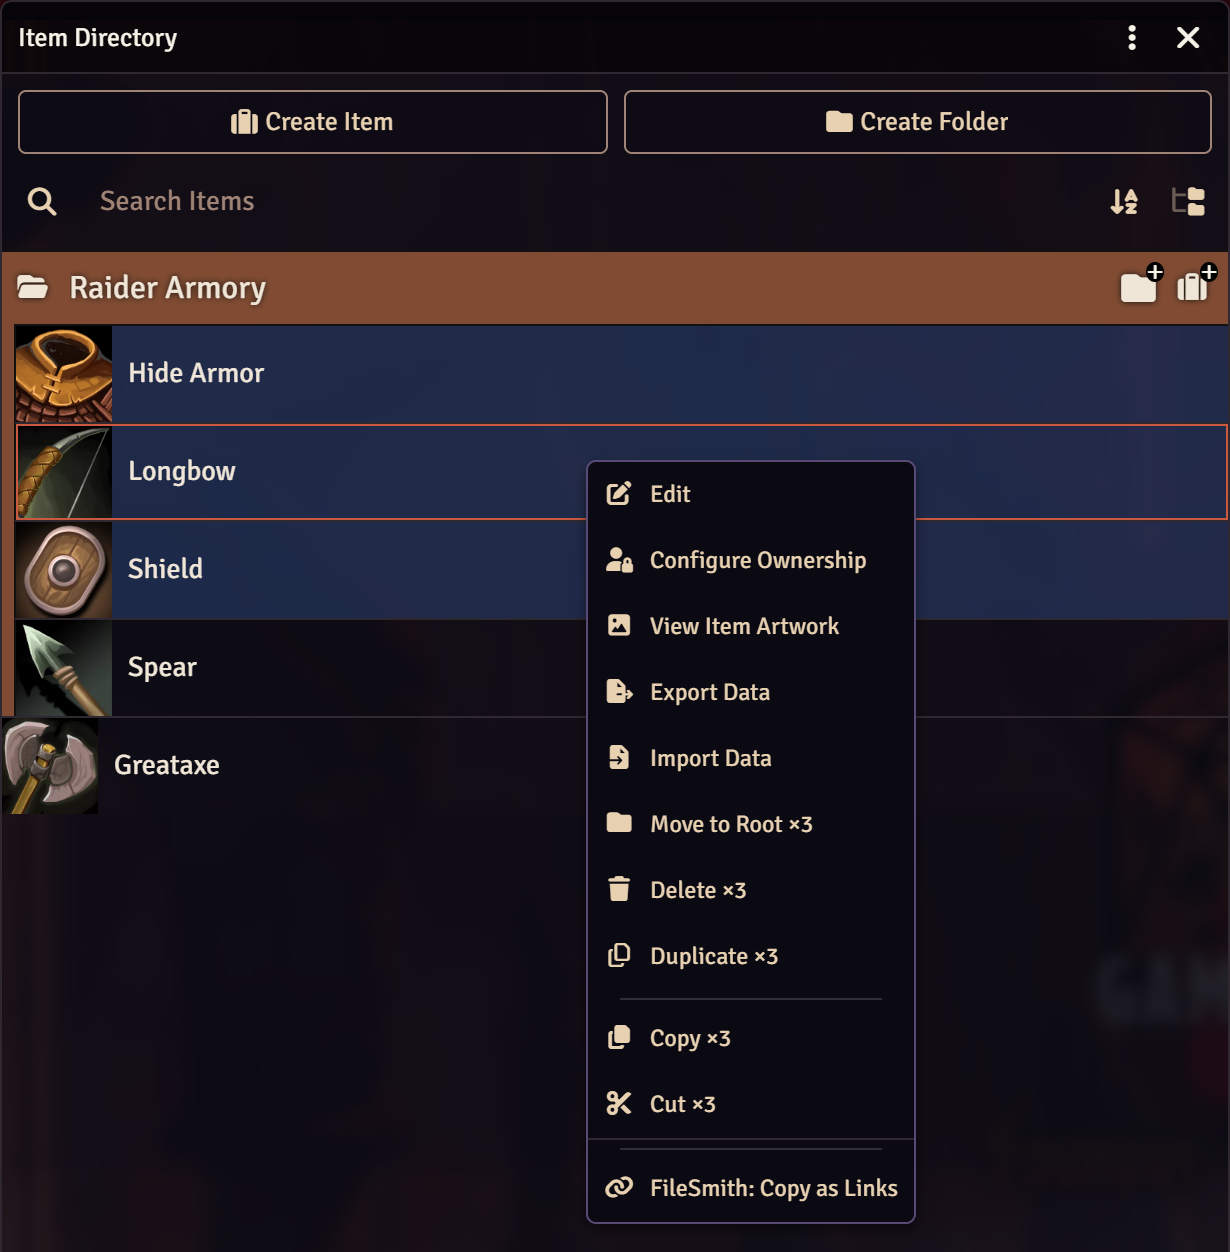 Item Directory
Create Item
Create Folder
Search Items
Raider Armory
Hide Armor
Longbow
Shield
Spear
Greataxe
Edit
Configure Ownership
View Item Artwork
Export Data
Import Data
Move to Root ×3
Delete ×3
Duplicate ×3
Copy ×3
Cut ×3
FileSmith: Copy as Links